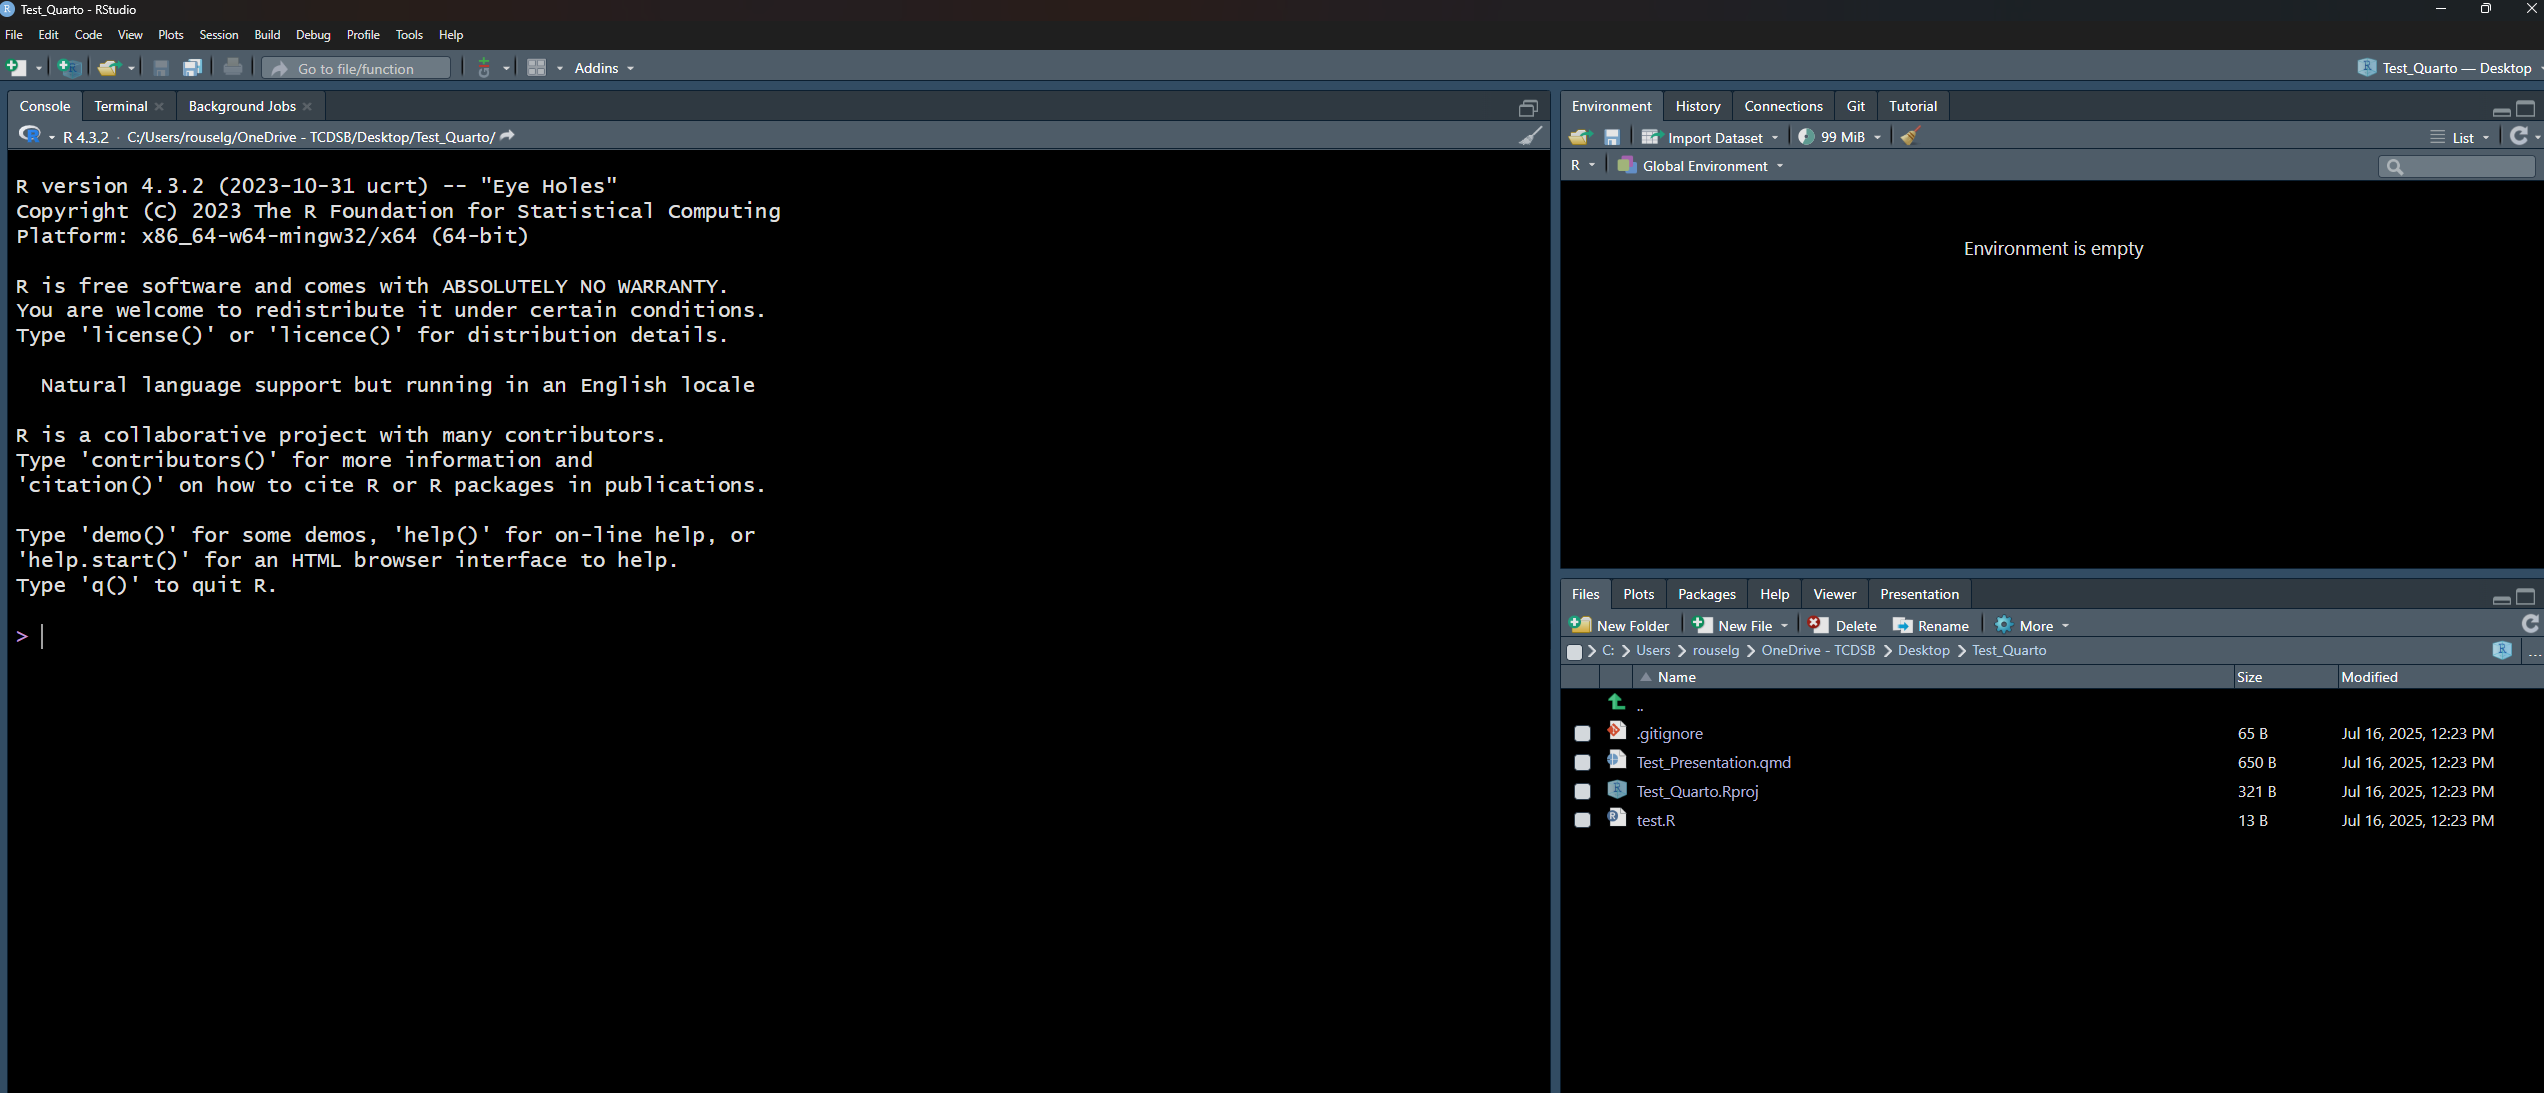 Test_Quarto - RStudio
File Edit Code View Plots Session Build Debug Profile Tools Help
Go to file/function Addins Test_Quarto — Desktop
Console Terminal Background Jobs
R 4.3.2 · C:/Users/rouselg/OneDrive - TCDSB/Desktop/Test_Quarto/
R version 4.3.2 (2023-10-31 ucrt) -- "Eye Holes"
Copyright (C) 2023 The R Foundation for Statistical Computing
Platform: x86_64-w64-mingw32/x64 (64-bit)
R is free software and comes with ABSOLUTELY NO WARRANTY.
You are welcome to redistribute it under certain conditions.
Type 'license()' or 'licence()' for distribution details.
Natural language support but running in an English locale
R is a collaborative project with many contributors.
Type 'contributors()' for more information and
'citation()' on how to cite R or R packages in publications.
Type 'demo()' for some demos, 'help()' for on-line help, or
'help.start()' for an HTML browser interface to help.
Type 'q()' to quit R.
>
Environment History Connections Git Tutorial
Import Dataset 99 MiB List
R Global Environment
Environment is empty
Files Plots Packages Help Viewer Presentation
New Folder New File Delete Rename More
C: Users rouselg OneDrive - TCDSB Desktop Test_Quarto ...
Name Size Modified
..
.gitignore 65 B Jul 16, 2025, 12:23 PM
Test_Presentation.qmd 650 B Jul 16, 2025, 12:23 PM
Test_Quarto.Rproj 321 B Jul 16, 2025, 12:23 PM
test.R 13 B Jul 16, 2025, 12:23 PM